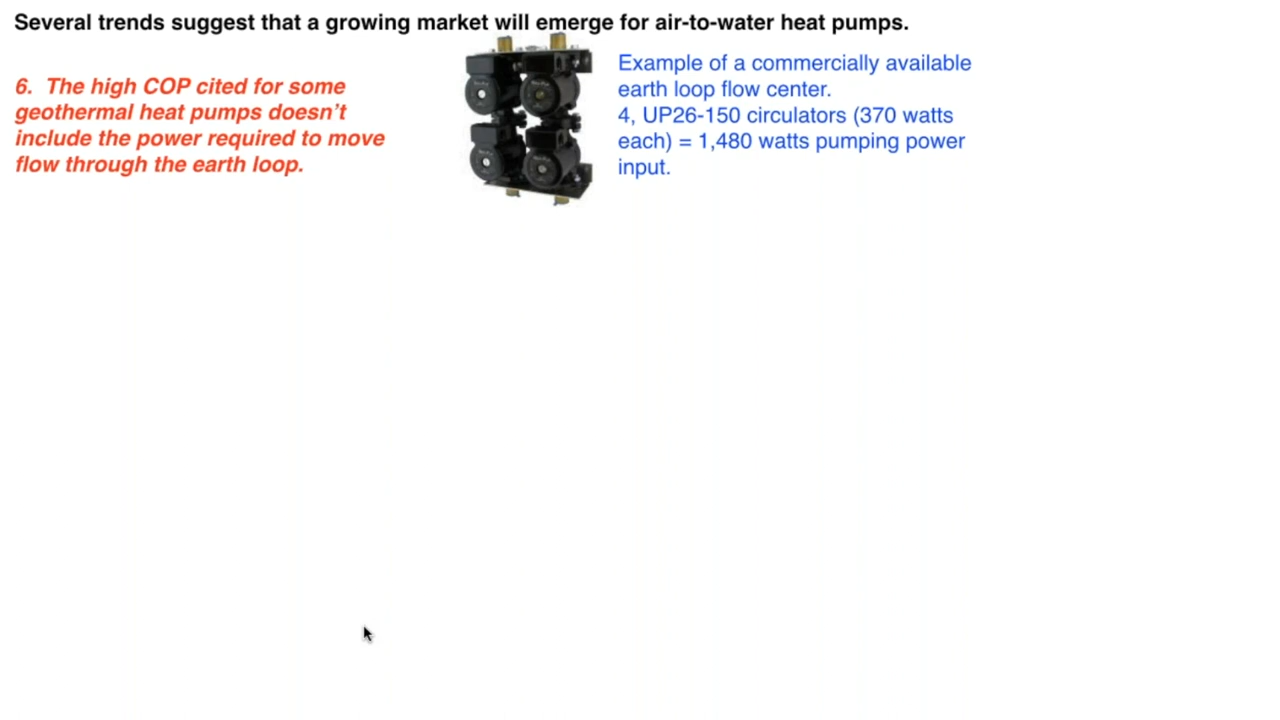 Several trends suggest that a growing market will emerge for air-to-water heat pumps.
6. The high COP cited for some
geothermal heat pumps doesn’t
include the power required to move
flow through the earth loop.
Example of a commercially available
earth loop flow center.
4, UP26-150 circulators (370 watts
each) = 1,480 watts pumping power
input.